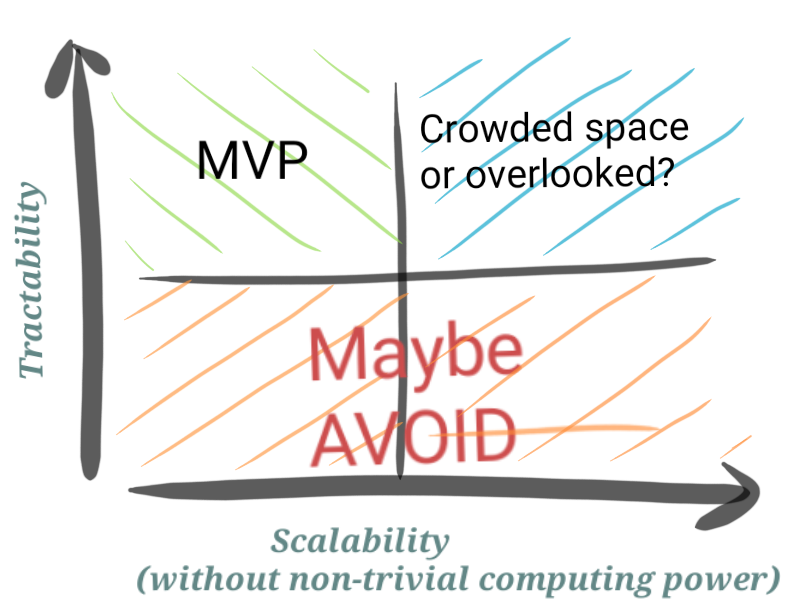 MVP
Crowded space
or overlooked?
Tractability
Maybe
AVOID
Scalability
(without non-trivial computing power)